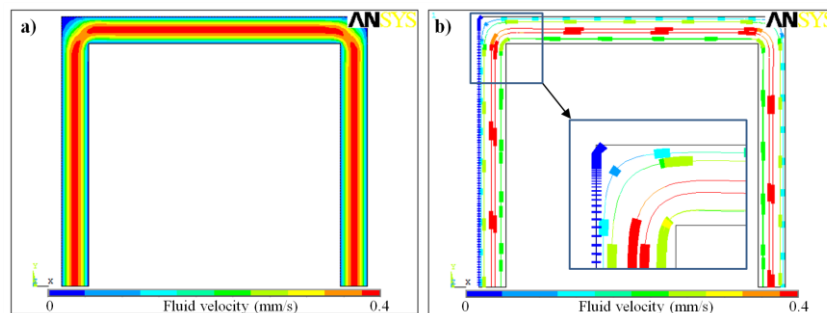 a)
ANSYS
X
0
Fluid velocity (mm/s)
0.4
b)
ANSYS
X
0
Fluid velocity (mm/s)
0.4